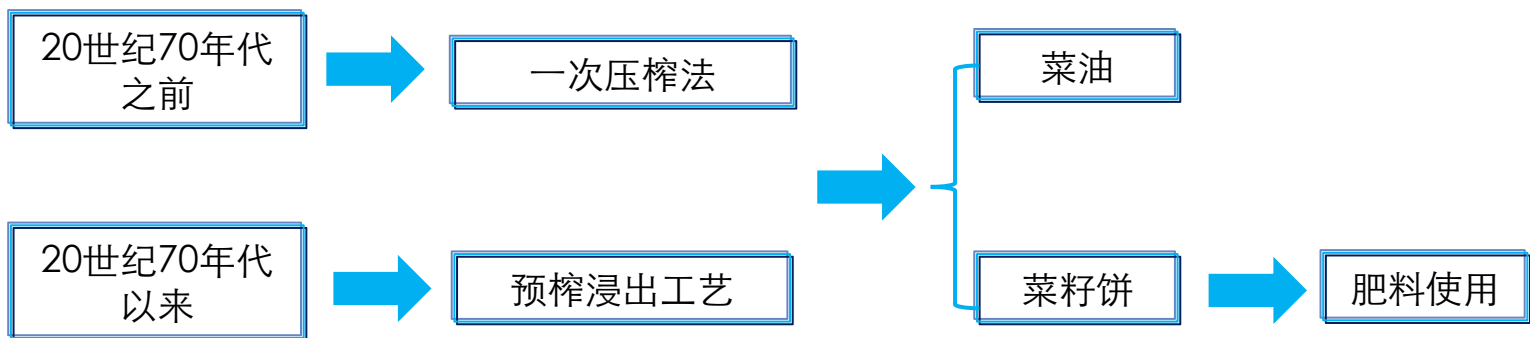 20世纪70年代
之前
一次压榨法
菜油
20世纪70年代
以来
预榨浸出工艺
菜籽饼
肥料使用